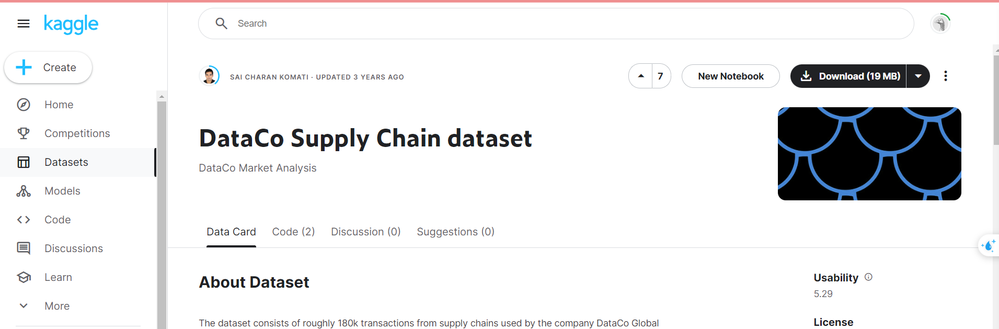 kaggle
Search
Create
Home
Competitions
Datasets
Models
Code
Discussions
Learn
More
SAI CHARAN KOMATI · UPDATED 3 YEARS AGO
7
New Notebook
Download (19 MB)
DataCo Supply Chain dataset
DataCo Market Analysis
Data Card Code (2) Discussion (0) Suggestions (0)
About Dataset
The dataset consists of roughly 180k transactions from supply chains used by the company DataCo Global
Usability
5.29
License